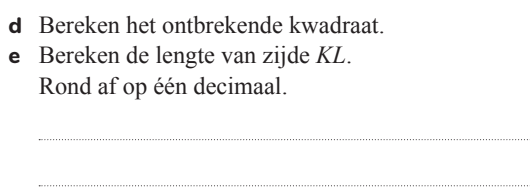 d Bereken het ontbrekende kwadraat.
e Bereken de lengte van zijde KL.
Rond af op één decimaal.